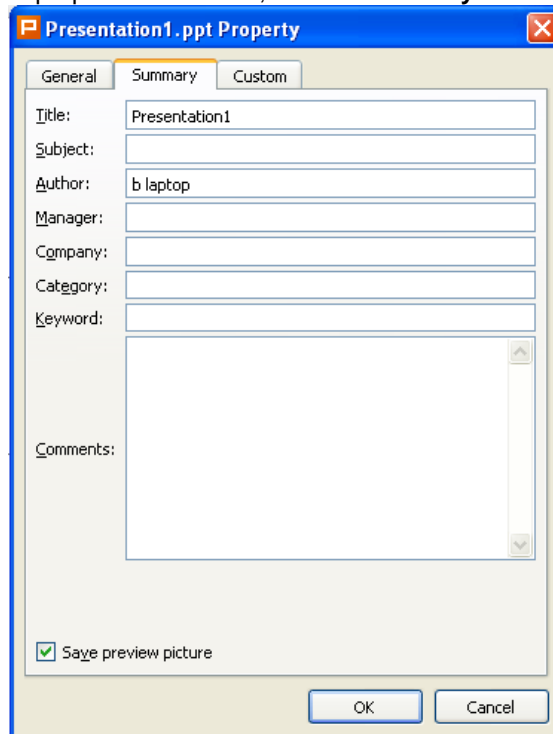 Presentation1.ppt Property
General Summary Custom
Title: Presentation1
Subject:
Author: b laptop
Manager:
Company:
Category:
Keyword:
Comments:
Save preview picture
OK Cancel